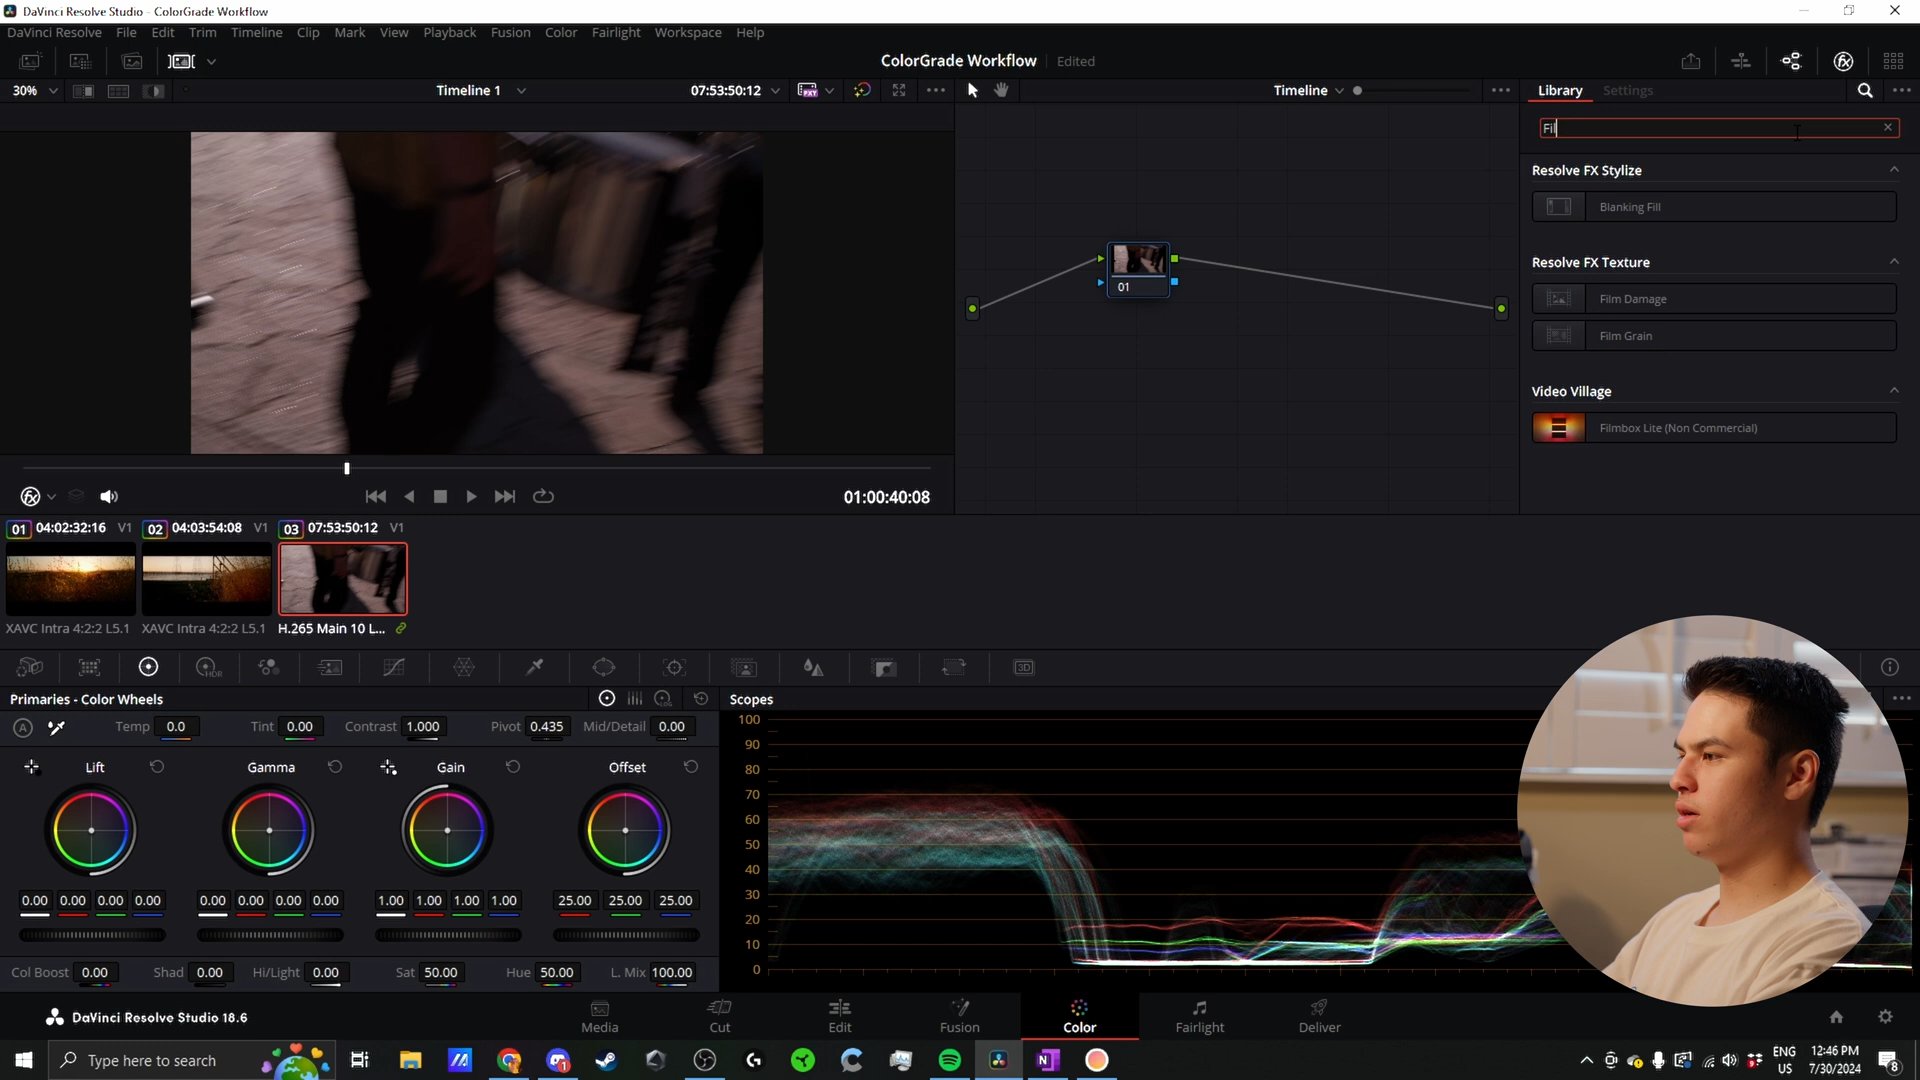 DaVinci Resolve Studio - ColorGrade Workflow
DaVinci Resolve File Edit Trim Timeline Clip Mark View Playback Fusion Color Fairlight Workspace Help
ColorGrade Workflow Edited
30% Timeline 1 07:53:50:12 Timeline Library Settings
Fil
Resolve FX Stylize
Blanking Fill
Resolve FX Texture
Film Damage
Film Grain
Video Village
Filmbox Lite (Non Commercial)
01
01:00:40:08
01 04:02:32:16 V1 02 04:03:54:08 V1 03 07:53:50:12 V1
XAVC Intra 4:2:2 L5.1 XAVC Intra 4:2:2 L5.1 H.265 Main 10 L...
HDR
3D
Primaries - Color Wheels
LOG
Scopes
A Temp 0.0 Tint 0.00 Contrast 1.000 Pivot 0.435 Mid/Detail 0.00
Lift Gamma Gain Offset
0.00 0.00 0.00 0.00 0.00 0.00 0.00 0.00 1.00 1.00 1.00 1.00 25.00 25.00 25.00
Col Boost 0.00 Shad 0.00 Hi/Light 0.00 Sat 50.00 Hue 50.00 L. Mix 100.00
100
90
80
70
60
50
40
30
20
10
0
DaVinci Resolve Studio 18.6
Media Cut Edit Fusion Color Fairlight Deliver
Type here to search
1
ENG
US
12:46 PM
7/30/2024
8